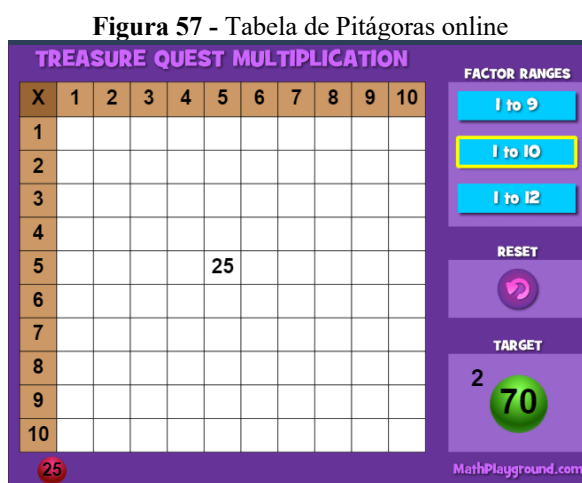 Figura 57 - Tabela de Pitágoras online
TREASURE QUEST MULTIPLICATION
X 1 2 3 4 5 6 7 8 9 10
1
2
3
4
5 25
6
7
8
9
10
25
FACTOR RANGES
1 to 9
1 to 10
1 to 12
RESET
TARGET
2
70
MathPlayground.com